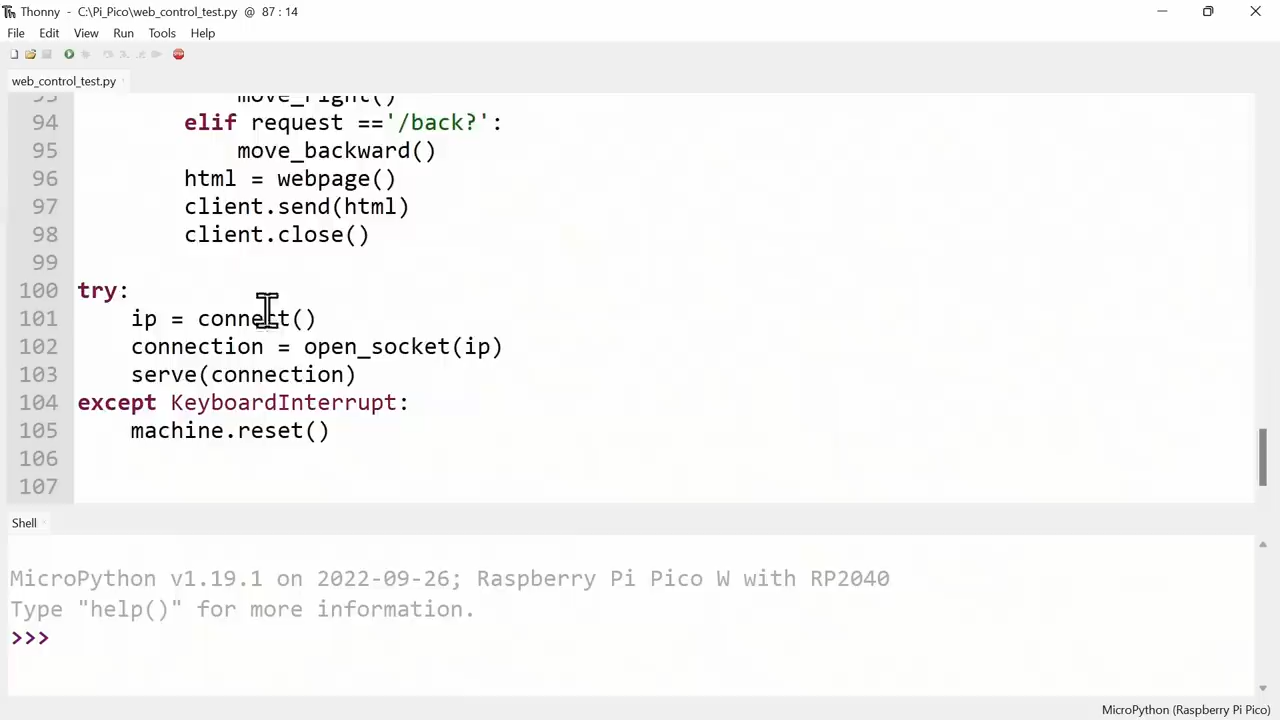 Thonny - C:\Pi_Pico\web_control_test.py @ 87 : 14
File Edit View Run Tools Help
web_control_test.py
93 move_right()
94 elif request =='/back?':
95 move_backward()
96 html = webpage()
97 client.send(html)
98 client.close()
99
100 try:
101 ip = connect()
102 connection = open_socket(ip)
103 serve(connection)
104 except KeyboardInterrupt:
105 machine.reset()
106
107
Shell
MicroPython v1.19.1 on 2022-09-26; Raspberry Pi Pico W with RP2040
Type "help()" for more information.
>>>
MicroPython (Raspberry Pi Pico)